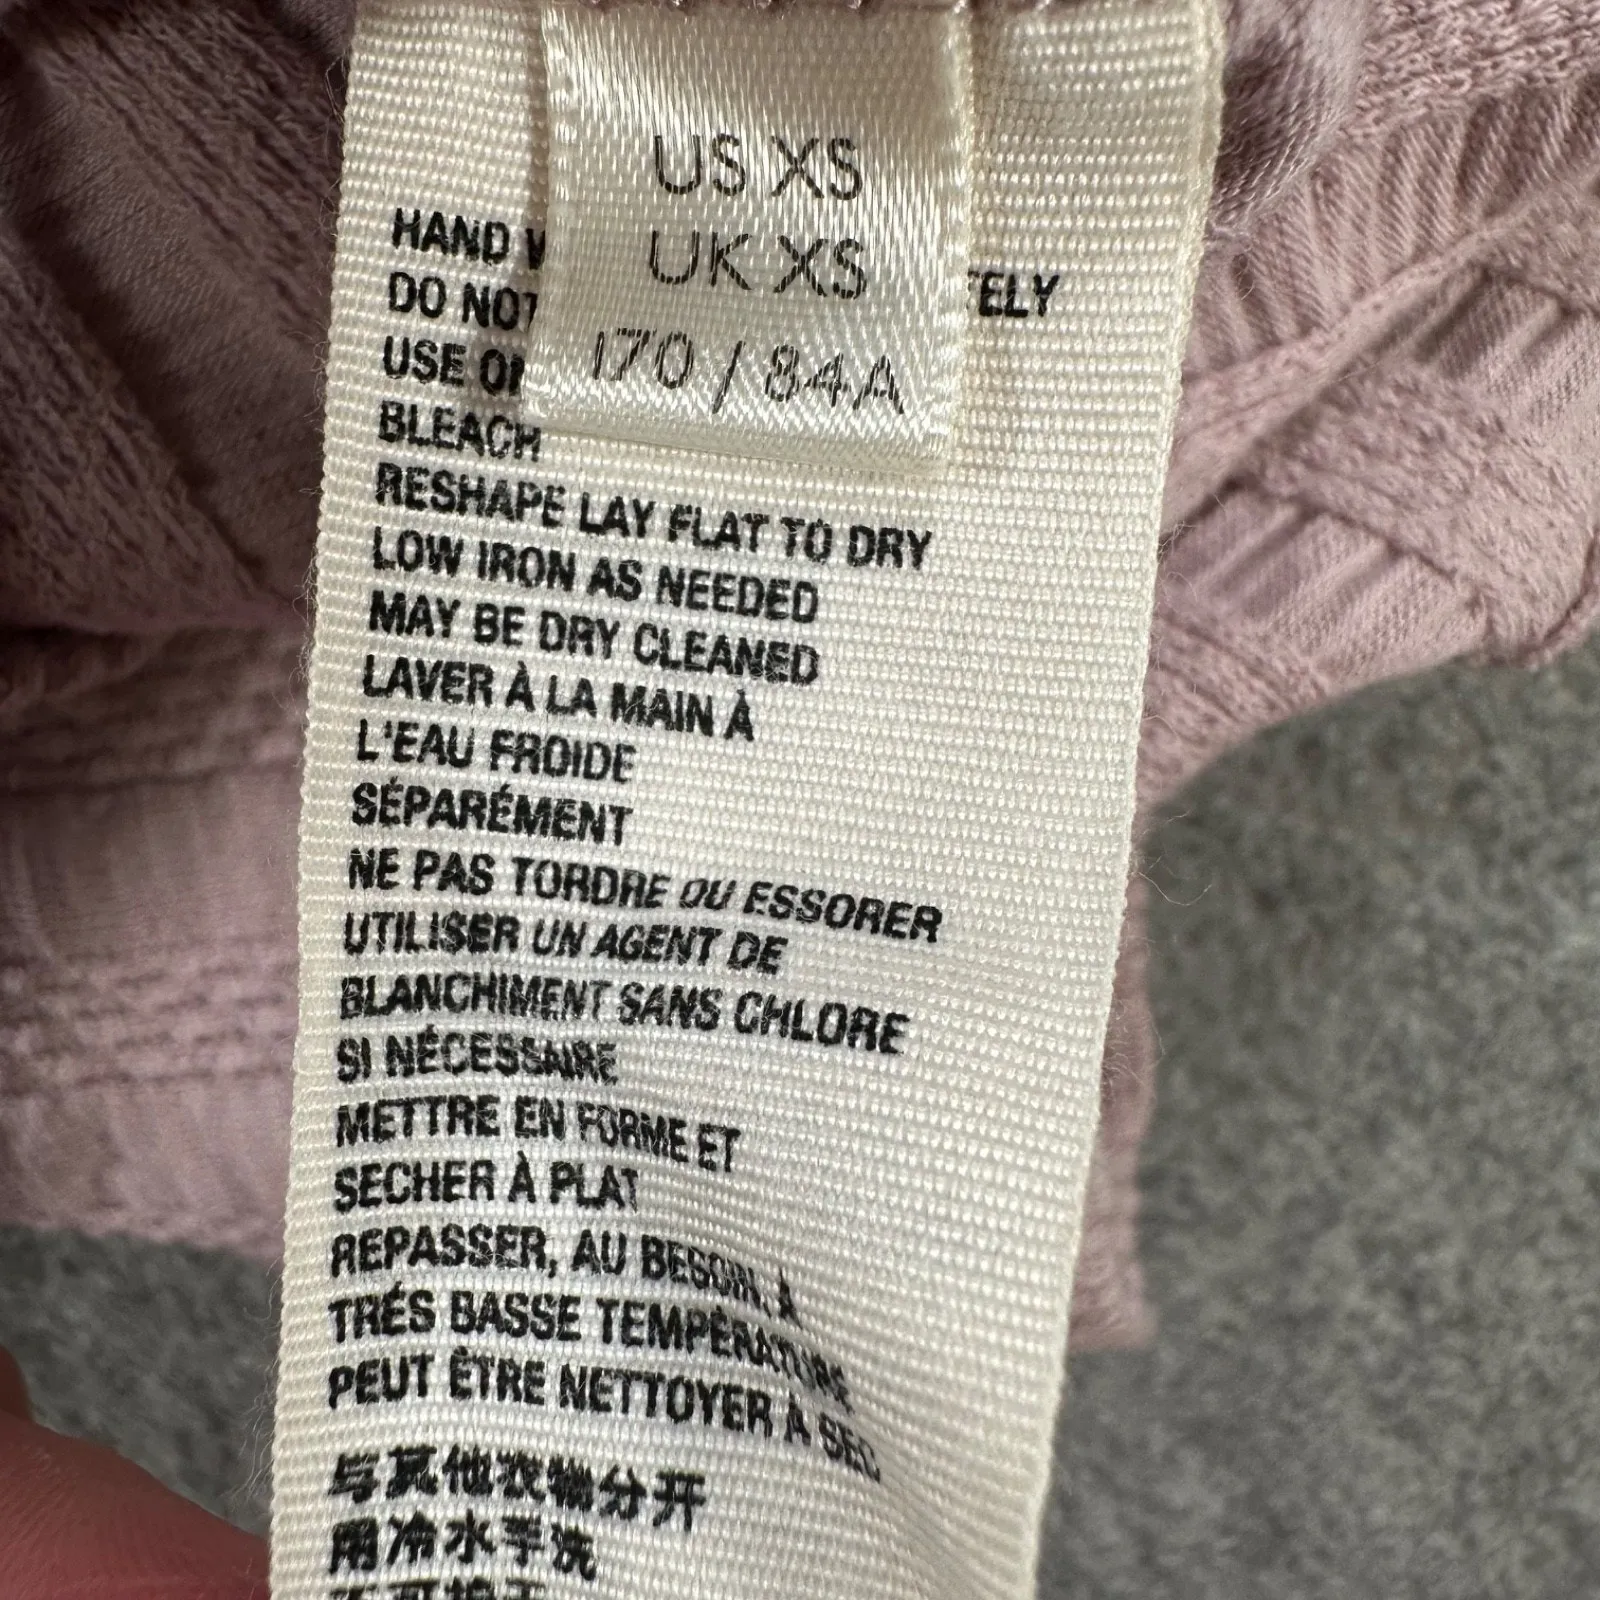 US XS
UK XS
170 / 84A
HAND
DO NOT TELY
USE
BLEACH
RESHAPE LAY FLAT TO DRY
LOW IRON AS NEEDED
MAY BE DRY CLEANED
LAVER À LA MAIN À
L'EAU FROIDE
SÉPARÉMENT
NE PAS TORDRE OU ESSORER
UTILISER UN AGENT DE
BLANCHIMENT SANS CHLORE
SI NÉCESSAIRE
METTRE EN FORME ET
SECHER À PLAT
REPASSER, AU BESOIN, À
TRÉS BASSE TEMPÉRATURE
PEUT ÊTRE NETTOYER À SEC
与其他衣物分开
用冷水手洗